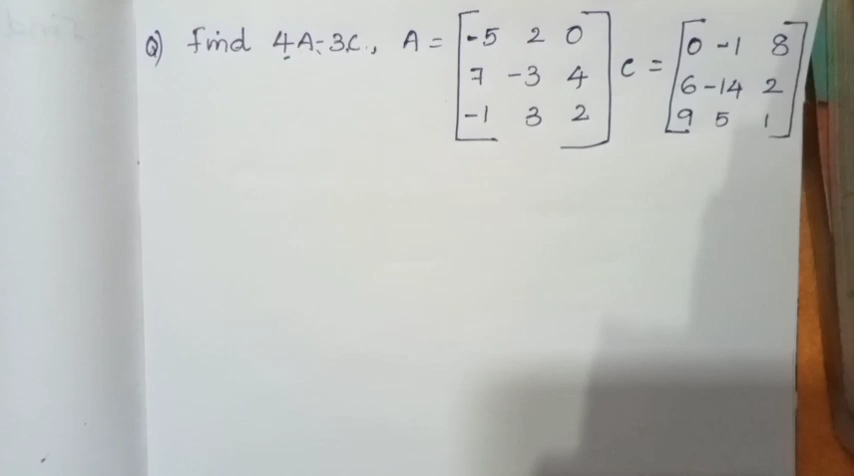 Q) find 4A-3C., A = [-5 2 0 C = [0 -1 8
7 -3 4 6 -14 2
-1 3 2] 9 5 1]